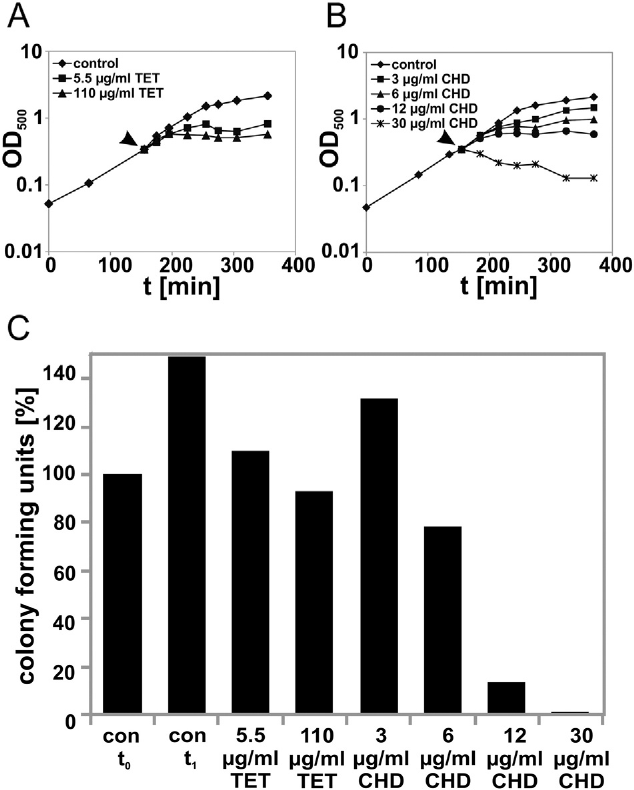 A
10
1
0.1
0.01
OD500
control
5.5 µg/ml TET
110 µg/ml TET
0 100 200 300 400
t [min]
B
10
1
0.1
0.01
OD500
control
3 µg/ml CHD
6 µg/ml CHD
12 µg/ml CHD
30 µg/ml CHD
0 100 200 300 400
t [min]
C
colony forming units [%]
140
120
100
80
60
40
20
0
con
t0
con
t1
5.5
µg/ml
TET
110
µg/ml
TET
3
µg/ml
CHD
6
µg/ml
CHD
12
µg/ml
CHD
30
µg/ml
CHD